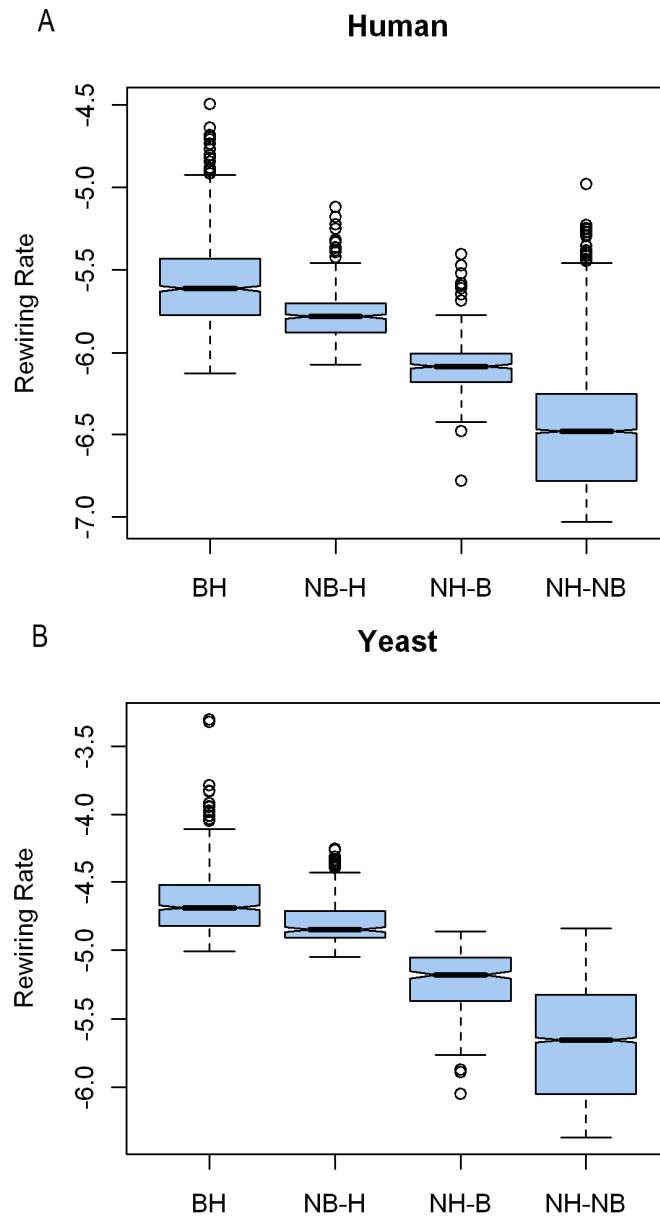 A
Human
Rewiring Rate
-4.5
-5.0
-5.5
-6.0
-6.5
-7.0
BH NB-H NH-B NH-NB
B
Yeast
Rewiring Rate
-3.5
-4.0
-4.5
-5.0
-5.5
-6.0
BH NB-H NH-B NH-NB